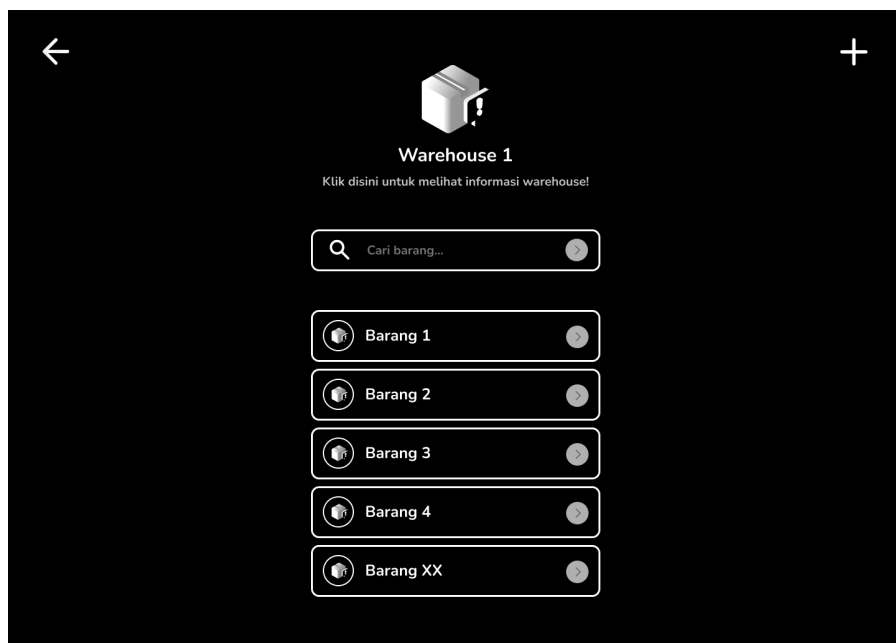 Warehouse 1
Klik disini untuk melihat informasi warehouse!
Cari barang...
Barang 1
Barang 2
Barang 3
Barang 4
Barang XX